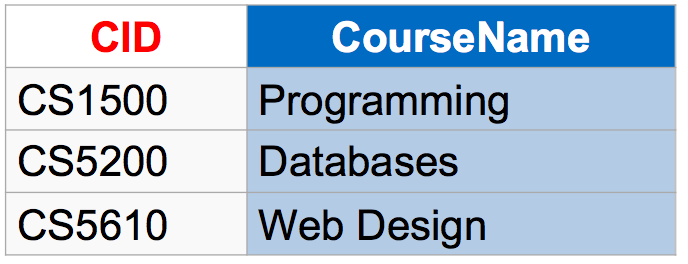 CID CourseName
CS1500 Programming
CS5200 Databases
CS5610 Web Design